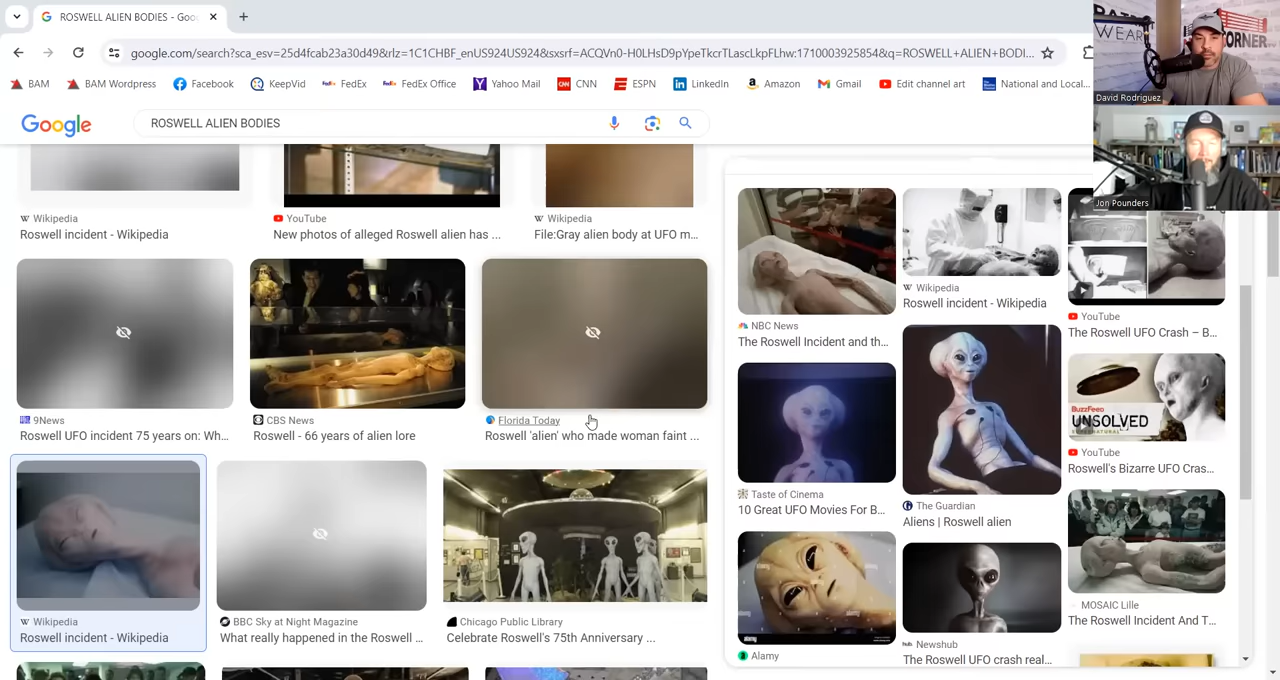 ROSWELL ALIEN BODIES - Goo
google.com/search?sca_esv=25d4fcab23a30d49&rlz=1C1CHBF_enUS924US924&sxsrf=ACQVn0-H0LHsD9pYpeTkcrTLascLkpFLhw:1710003925854&q=ROSWELL+ALIEN+BODI...
BAM
BAM Wordpress
Facebook
KeepVid
FedEx
FedEx Office
Yahoo Mail
CNN
ESPN
LinkedIn
Amazon
Gmail
Edit channel art
National and Local...
WEAR
CORNER
David Rodriguez
Jon Pounders
Google
ROSWELL ALIEN BODIES
Wikipedia
Roswell incident - Wikipedia
YouTube
New photos of alleged Roswell alien has ...
Wikipedia
File:Gray alien body at UFO m...
9News
Roswell UFO incident 75 years on: Wh...
CBS News
Roswell - 66 years of alien lore
Florida Today
Roswell 'alien' who made woman faint ...
Wikipedia
Roswell incident - Wikipedia
BBC Sky at Night Magazine
What really happened in the Roswell ...
Chicago Public Library
Celebrate Roswell's 75th Anniversary ...
NBC News
The Roswell Incident and th...
Wikipedia
Roswell incident - Wikipedia
YouTube
The Roswell UFO Crash – B...
Taste of Cinema
10 Great UFO Movies For B...
The Guardian
Aliens | Roswell alien
BuzzFeed
UNSOLVED
SUPERNATURAL
YouTube
Roswell's Bizarre UFO Cras...
alamy
alamy
Alamy
Newshub
The Roswell UFO crash real...
MOSAIC Lille
The Roswell Incident And T...